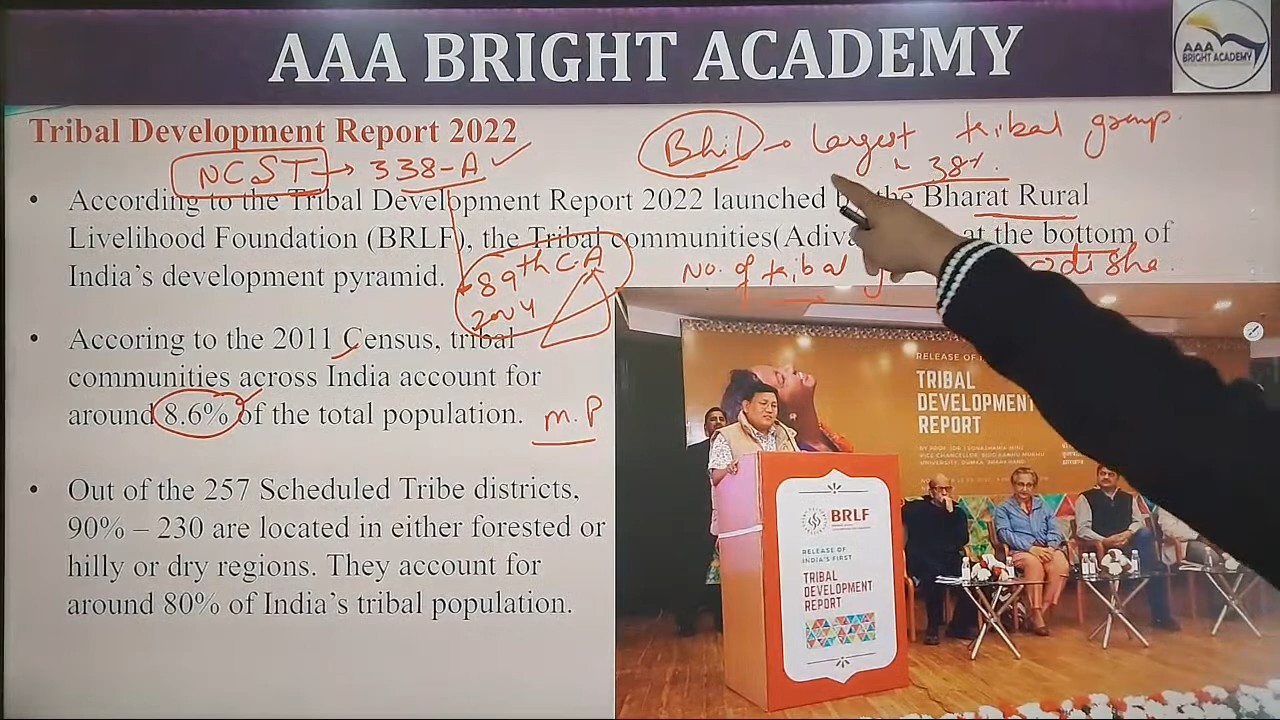 AAA BRIGHT ACADEMY
AAA
BRIGHT ACADEMY
Tribal Development Report 2022
Bhil → largest tribal group.
NCST → 338-A ✓
~ 38%
• According to the Tribal Development Report 2022 launched by the Bharat Rural
Livelihood Foundation (BRLF), the Tribal communities(Adiva at the bottom of
India's development pyramid.
89th C.A
2004
No. of tribal odisha.
• Accoring to the 2011 Census, tribal
communities across India account for
around 8.6% of the total population.
M.P
• Out of the 257 Scheduled Tribe districts,
90% – 230 are located in either forested or
hilly or dry regions. They account for
around 80% of India's tribal population.
RELEASE OF
TRIBAL
DEVELOPMENT
REPORT
BRLF
RELEASE OF
INDIA'S FIRST
TRIBAL
DEVELOPMENT
REPORT